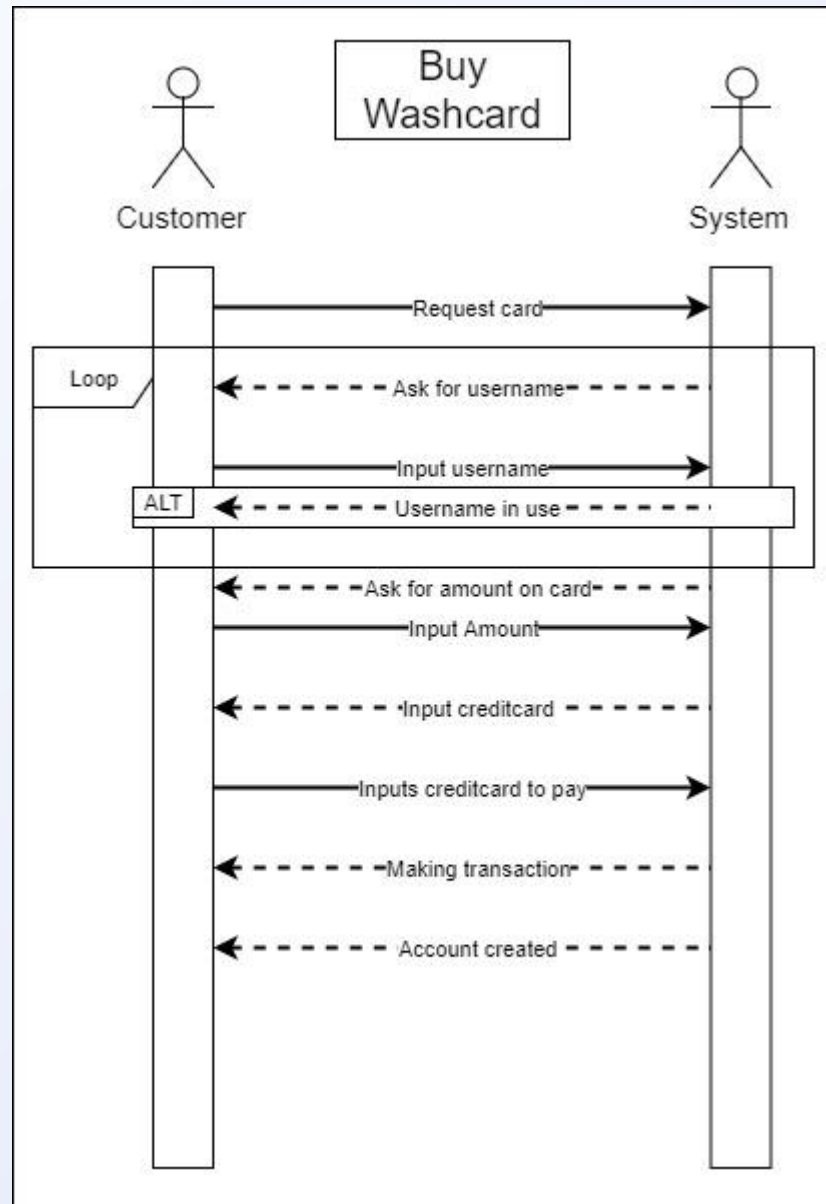 Buy
Washcard
Customer
System
Request card
Loop
Ask for username
Input username
ALT
Username in use
Ask for amount on card
Input Amount
Input creditcard
Inputs creditcard to pay
Making transaction
Account created